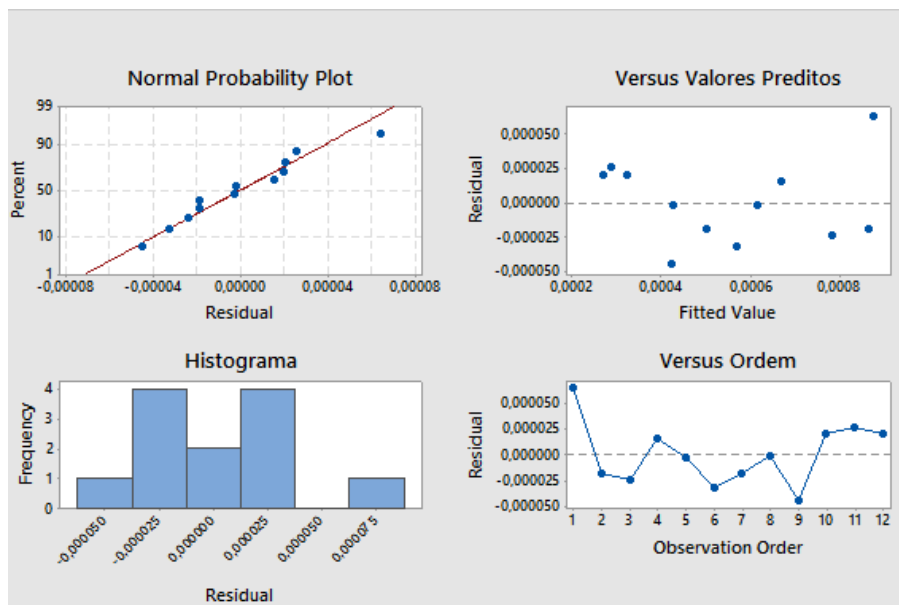 Normal Probability Plot
99
90
50
10
1
Percent
-0,00008 -0,00004 0,00000 0,00004 0,00008
Residual
Versus Valores Preditos
0,000050
0,000025
0,000000
-0,000025
-0,000050
Residual
0,0002 0,0004 0,0006 0,0008
Fitted Value
Histograma
4
3
2
1
0
Frequency
-0,000050 -0,000025 0,000000 0,000025 0,000050 0,000075
Residual
Versus Ordem
0,000050
0,000025
0,000000
-0,000025
-0,000050
Residual
1 2 3 4 5 6 7 8 9 10 11 12
Observation Order